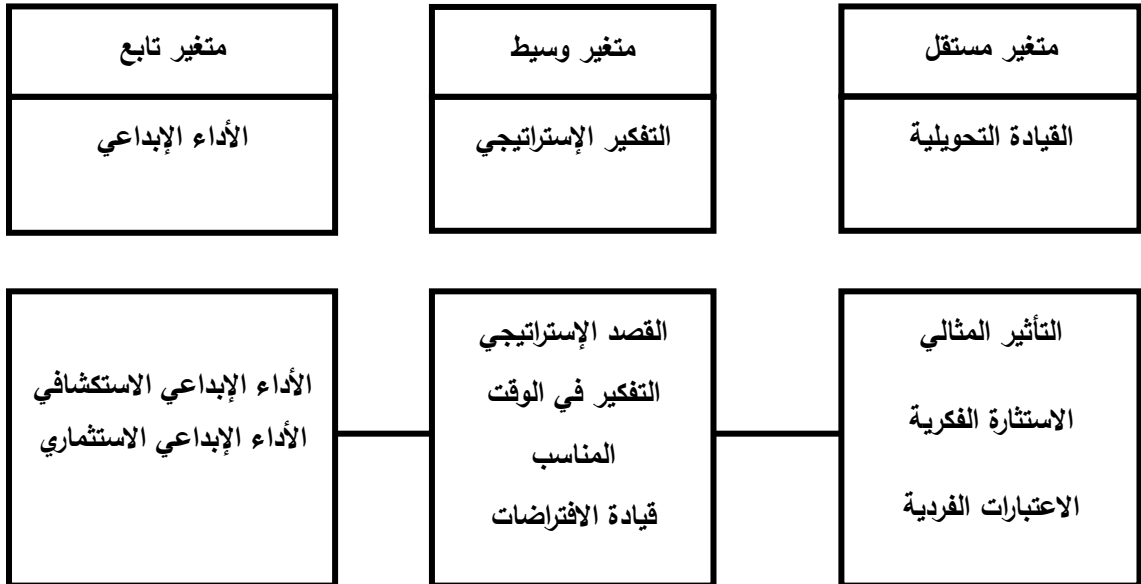 متغير مستقل
القيادة التحويلية
متغير وسيط
التفكير الإستراتيجي
متغير تابع
الأداء الإبداعي
التأثير المثالي
الاستثارة الفكرية
الاعتبارات الفردية
القصد الإستراتيجي
التفكير في الوقت
المناسب
قيادة الافتراضات
الأداء الإبداعي الاستكشافي
الأداء الإبداعي الاستثماري